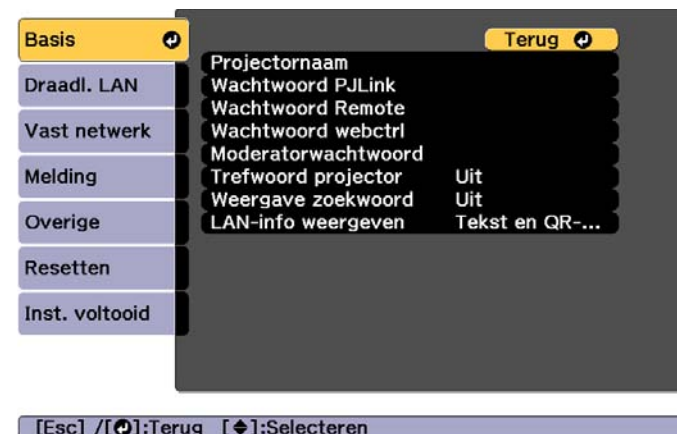 Basis
Draadl. LAN
Vast netwerk
Melding
Overige
Resetten
Inst. voltooid
Terug
Projectornaam
Wachtwoord PJLink
Wachtwoord Remote
Wachtwoord webctrl
Moderatorwachtwoord
Trefwoord projector Uit
Weergave zoekwoord Uit
LAN-info weergeven Tekst en QR-...
[Esc] /[⏎]:Terug [♦]:Selecteren